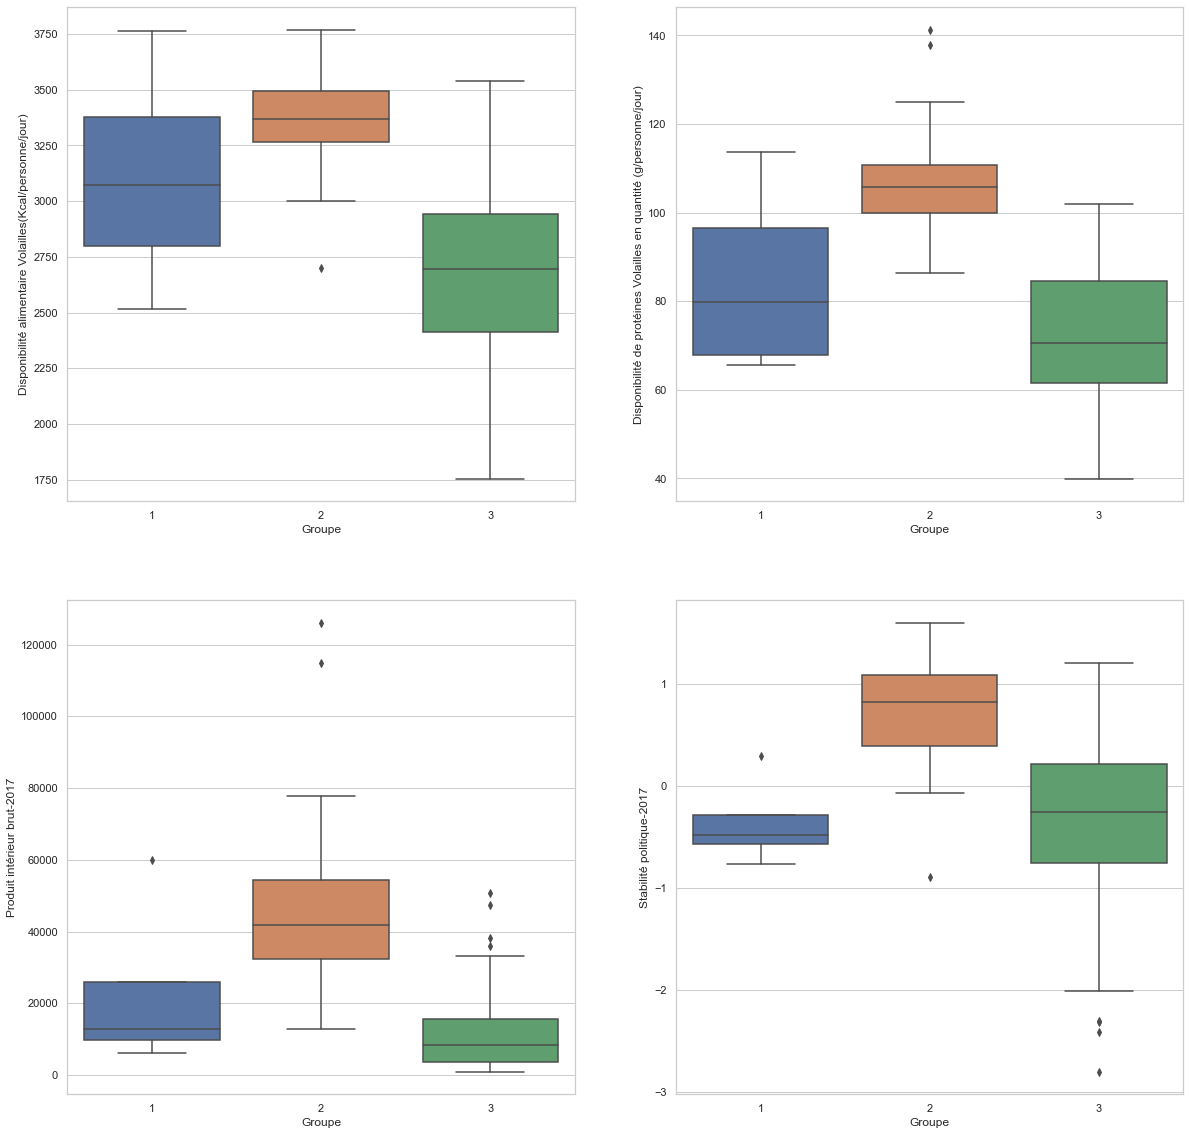 3750
3500
3250
3000
2750
2500
2250
2000
1750
Disponibilité alimentaire Volailles(Kcal/personne/jour)
1 2 3
Groupe
140
120
100
80
60
40
Disponibilité de protéines Volailles en quantité (g/personne/jour)
1 2 3
Groupe
120000
100000
80000
60000
40000
20000
0
Produit intérieur brut-2017
1 2 3
Groupe
1
0
−1
−2
−3
Stabilité politique-2017
1 2 3
Groupe